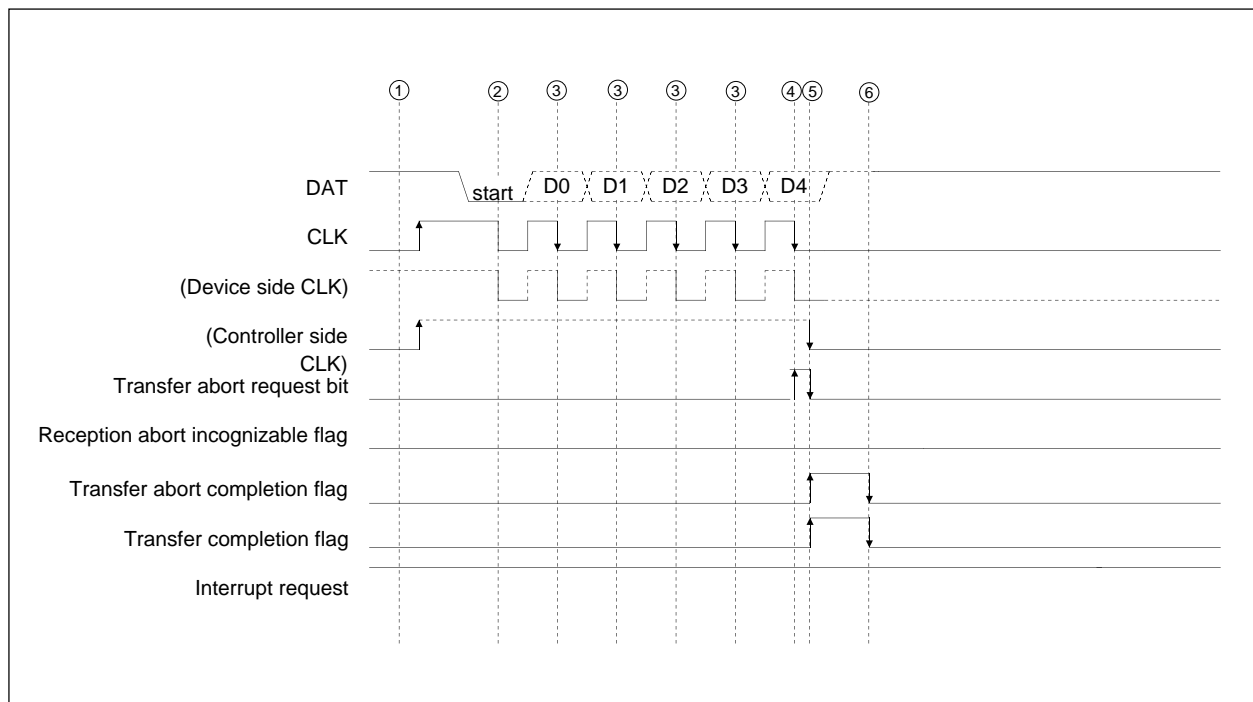 ① ② ③ ③ ③ ③ ④ ⑤ ⑥
DAT start D0 D1 D2 D3 D4
CLK
(Device side CLK)
(Controller side
CLK)
Transfer abort request bit
Reception abort incognizable flag
Transfer abort completion flag
Transfer completion flag
Interrupt request